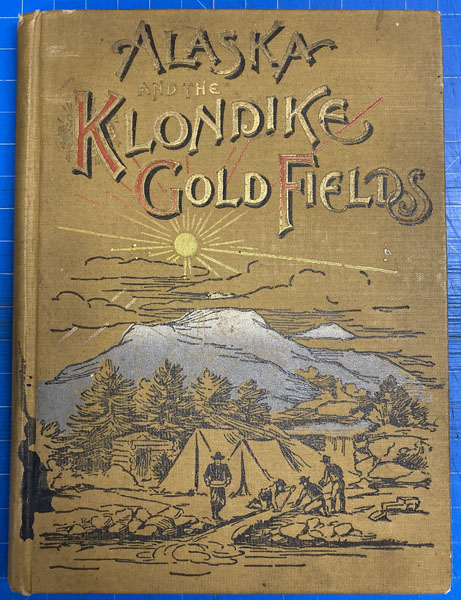 ALASKA
AND THE
KLONDIKE
GOLD FIELDS